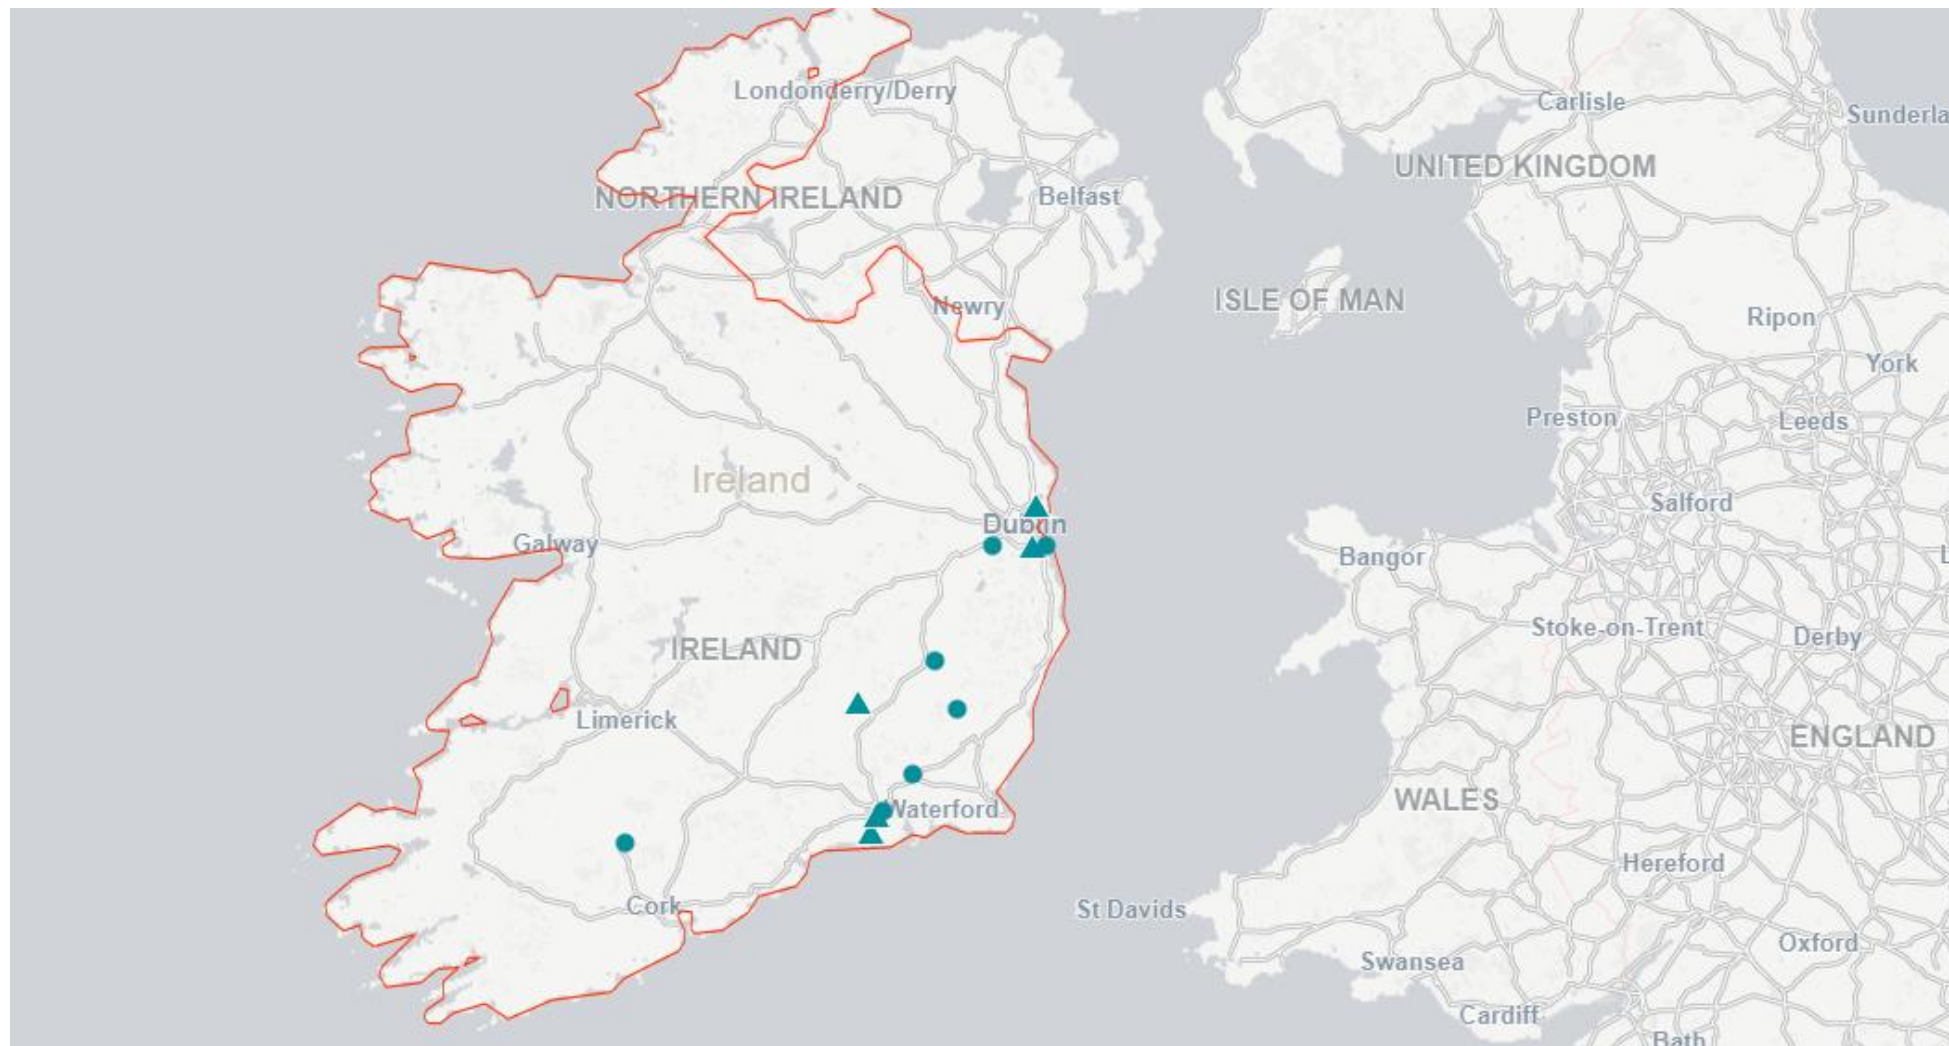 Londonderry/Derry
Carlisle
Sunderla
UNITED KINGDOM
NORTHERN IRELAND
Belfast
ISLE OF MAN
Newry
Ripon
York
Preston
Leeds
Ireland
Salford
Dublin
Galway
Bangor
L
Stoke-on-Trent
Derby
IRELAND
Limerick
ENGLAND
WALES
Waterford
Hereford
Cork
St Davids
Oxford
Swansea
Cardiff
Bath